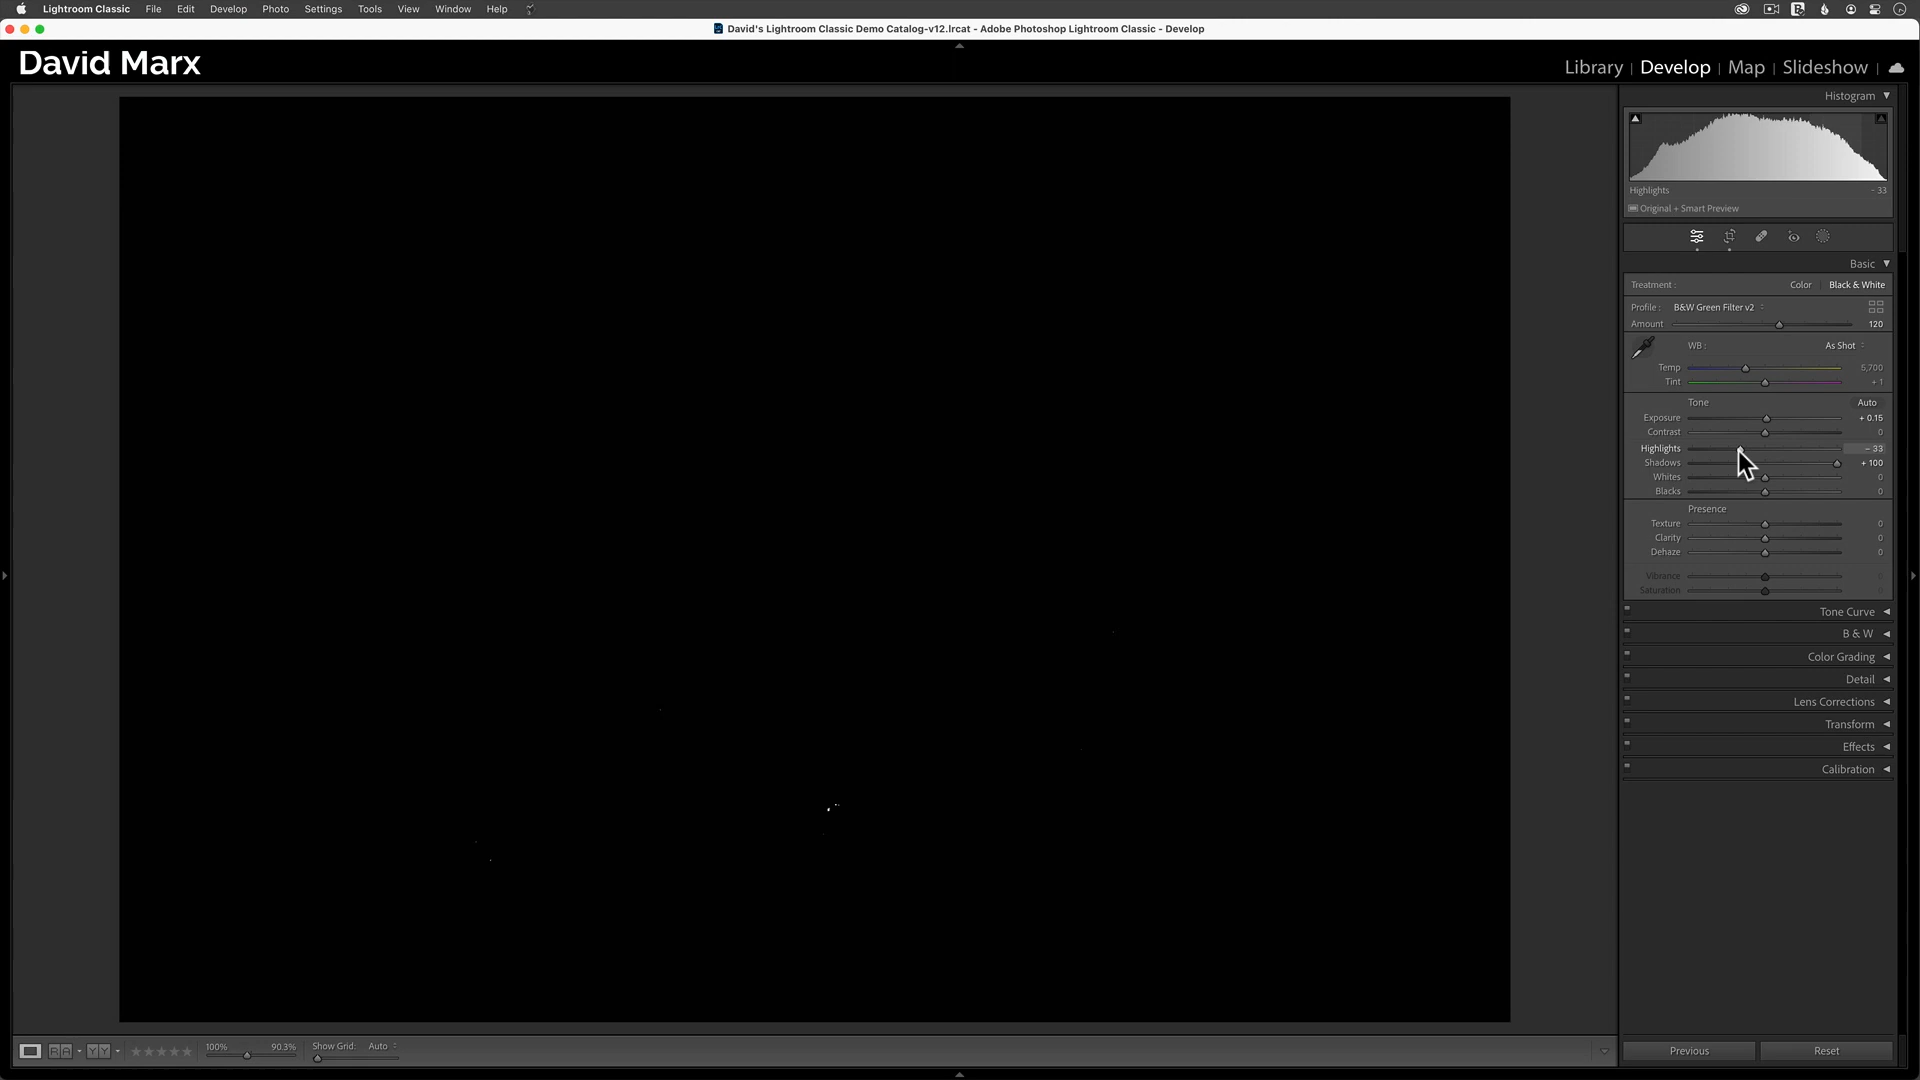 Lightroom Classic File Edit Develop Photo Settings Tools View Window Help
David's Lightroom Classic Demo Catalog-v12.lrcat - Adobe Photoshop Lightroom Classic - Develop
David Marx
Library | Develop | Map | Slideshow |
Histogram
Highlights - 33
Original + Smart Preview
Basic
Treatment : Color Black & White
Profile : B&W Green Filter v2
Amount 120
WB : As Shot
Temp 5,700
Tint + 1
Tone Auto
Exposure + 0.15
Contrast 0
Highlights - 33
Shadows + 100
Whites 0
Blacks 0
Presence
Texture 0
Clarity 0
Dehaze 0
Vibrance
Saturation
Tone Curve
B & W
Color Grading
Detail
Lens Corrections
Transform
Effects
Calibration
100% 90.3% Show Grid: Auto
Previous Reset